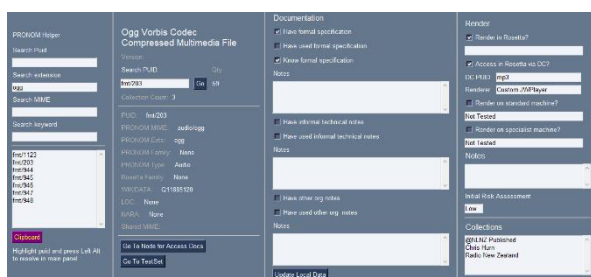 PRONOM Helper
Search Puid
Search extension
ogg
Search MIME
Search keyword
fmt/1123
fmt/203
fmt/944
fmt/945
fmt/946
fmt/947
fmt/948
Clipboard
Highlight puid and press Left Alt
to resolve in main panel
Ogg Vorbis Codec
Compressed Multimedia File
Version:
Search PUID
fmt/203
Go
Collection Count: 3
PUID: fmt/203
PRONOM MIME: audio/ogg
PRONOM Exts: ogg
PRONOM Family: None
PRONOM Type: Audio
Rosetta Family: None
WIKIDATA: Q11885128
LOC: None
NARA: None
Shared MIME:
Go To Node for Access Docs
Go To TestSet
Documentation
Have formal specification
Have used formal specification
Know formal specification
Notes
Have informal technical notes
Have used informal technical notes
Notes
Have other org notes
Have used other org. notes
Notes
Update Local Data
Render
Render in Rosetta?
Access in Rosetta via DC?
DC PUID: mp3
Renderer: Custom JWPlayer
Render on standard machine?
Not Tested
Render on specialist machine?
Not Tested
Notes
Initial Risk Assessment
Low
Collections
@NLNZ Published
Chris Hurn
Radio New Zealand